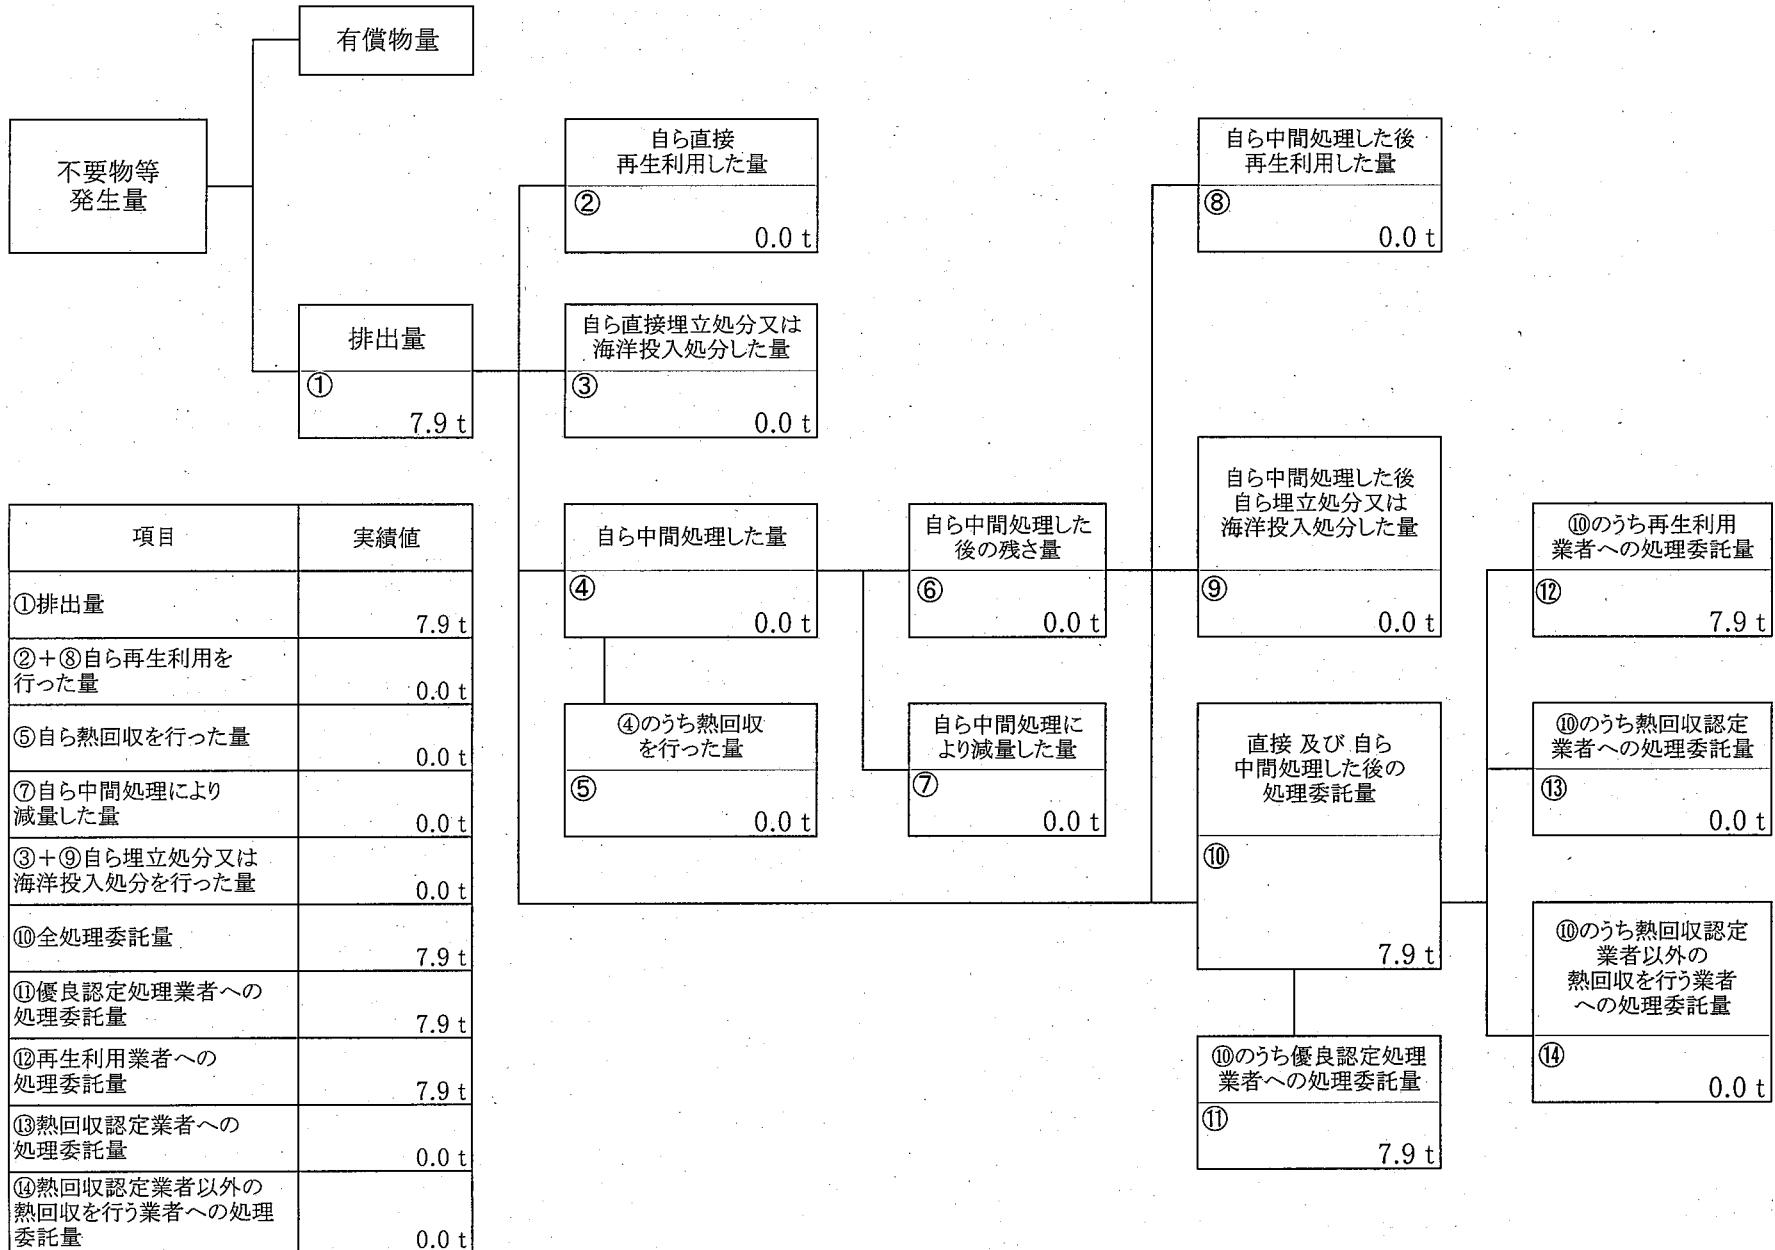 有償物量
不要物等
発生量
自ら直接
再生利用した量
②
0.0 t
自ら中間処理した後
再生利用した量
⑧
0.0 t
排出量
①
7.9 t
自ら直接埋立処分又は
海洋投入処分した量
③
0.0 t
自ら中間処理した量
④
0.0 t
自ら中間処理した
後の残さ量
⑥
0.0 t
自ら中間処理した後
自ら埋立処分又は
海洋投入処分した量
⑨
0.0 t
⑩のうち再生利用
業者への処理委託量
⑫
7.9 t
④のうち熱回収
を行った量
⑤
0.0 t
自ら中間処理に
より減量した量
⑦
0.0 t
直接 及び 自ら
中間処理した後の
処理委託量
⑩
7.9 t
⑩のうち熱回収認定
業者への処理委託量
⑬
0.0 t
⑩のうち熱回収認定
業者以外の
熱回収を行う業者
への処理委託量
⑭
0.0 t
⑩のうち優良認定処理
業者への処理委託量
⑪
7.9 t
項目 実績値
①排出量
7.9 t
②+⑧自ら再生利用を
行った量
0.0 t
⑤自ら熱回収を行った量
0.0 t
⑦自ら中間処理により
減量した量
0.0 t
③+⑨自ら埋立処分又は
海洋投入処分を行った量
0.0 t
⑩全処理委託量
7.9 t
⑪優良認定処理業者への
処理委託量
7.9 t
⑫再生利用業者への
処理委託量
7.9 t
⑬熱回収認定業者への
処理委託量
0.0 t
⑭熱回収認定業者以外の
熱回収を行う業者への処理
委託量
0.0 t